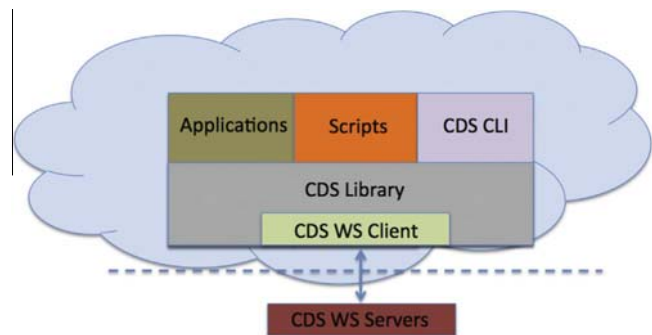 Applications Scripts CDS CLI
CDS Library
CDS WS Client
CDS WS Servers